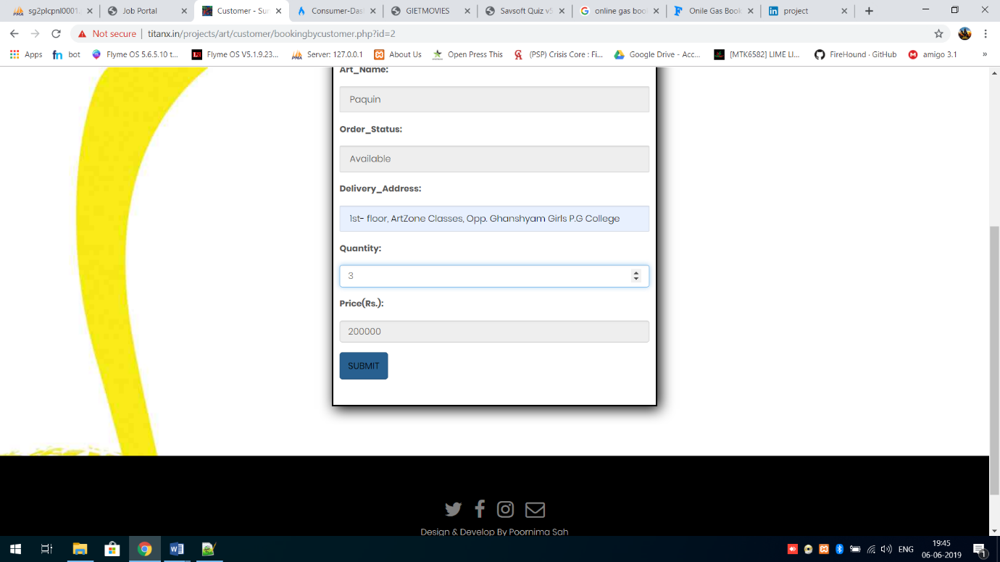 sg2plcpnl0001.
Job Portal
Customer - Sun
Consumer-Das
GIETMOVIES
Savsoft Quiz v5
online gas boo
Onile Gas Book
project
Not secure | titanx.in/projects/art/customer/bookingbycustomer.php?id=2
Apps
bot
Flyme OS 5.6.5.10 t...
Flyme OS V5.1.9.23...
Server: 127.0.0.1
About Us
Open Press This
(PSP) Crisis Core : Fi...
Google Drive - Acc...
[MTK6582] LIME LI...
FireHound · GitHub
amigo 3.1
»
Art_Name:
Paquin
Order_Status:
Available
Delivery_Address:
1st- floor, ArtZone Classes, Opp. Ghanshyam Girls P.G College
Quantity:
3
Price(Rs.):
200000
SUBMIT
Design & Develop By Poornima Sah
ENG
19:45
06-06-2019
1